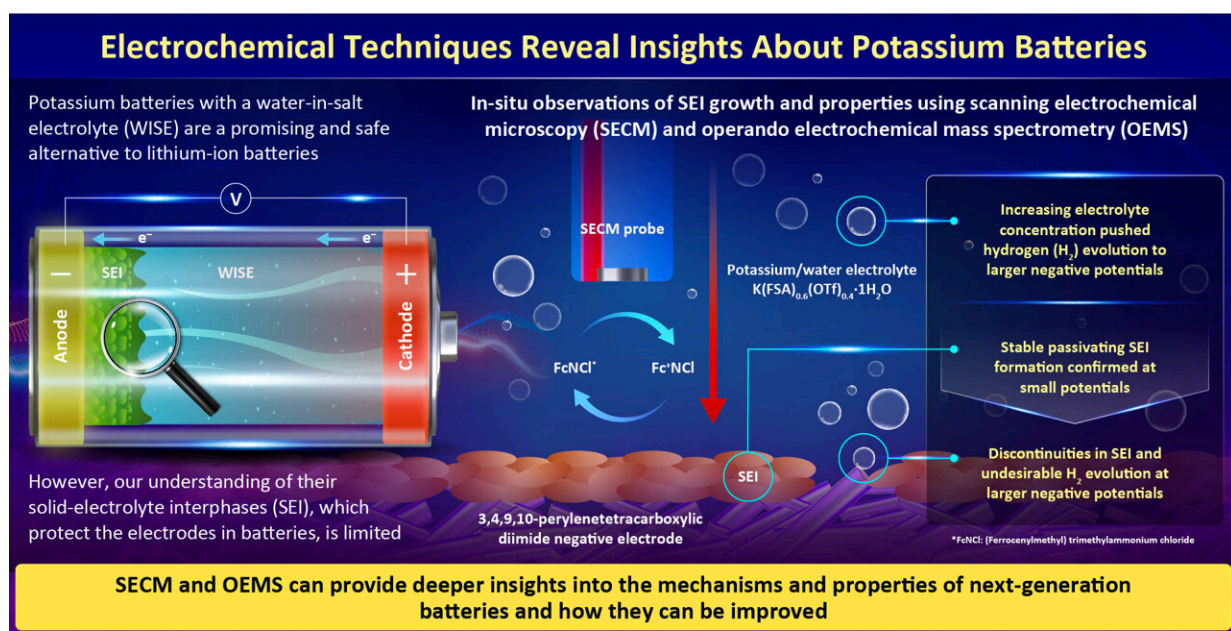 Electrochemical Techniques Reveal Insights About Potassium Batteries
Potassium batteries with a water-in-salt
electrolyte (WISE) are a promising and safe
alternative to lithium-ion batteries
V
e⁻
e⁻
−
SEI
WISE
+
Anode
Cathode
However, our understanding of their
solid-electrolyte interphases (SEI), which
protect the electrodes in batteries, is limited
In-situ observations of SEI growth and properties using scanning electrochemical
microscopy (SECM) and operando electrochemical mass spectrometry (OEMS)
SECM probe
Potassium/water electrolyte
K(FSA)₀.₆(OTf)₀.₄·1H₂O
FcNCl*
Fc⁺NCl
SEI
3,4,9,10-perylenetetracarboxylic
diimide negative electrode
Increasing electrolyte
concentration pushed
hydrogen (H₂) evolution to
larger negative potentials
Stable passivating SEI
formation confirmed at
small potentials
Discontinuities in SEI and
undesirable H₂ evolution at
larger negative potentials
*FcNCl: (Ferrocenylmethyl) trimethylammonium chloride
SECM and OEMS can provide deeper insights into the mechanisms and properties of next-generation
batteries and how they can be improved